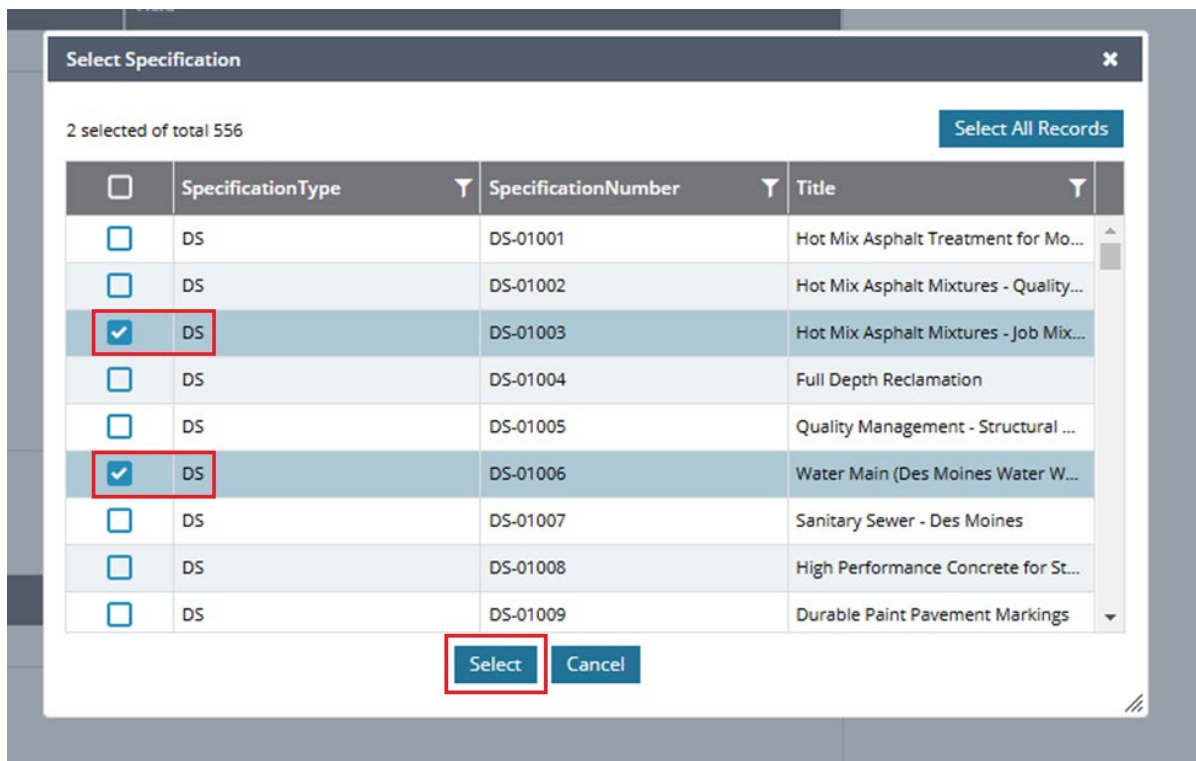 Select Specification
2 selected of total 556
Select All Records
SpecificationType SpecificationNumber Title
DS DS-01001 Hot Mix Asphalt Treatment for Mo...
DS DS-01002 Hot Mix Asphalt Mixtures - Quality...
DS DS-01003 Hot Mix Asphalt Mixtures - Job Mix...
DS DS-01004 Full Depth Reclamation
DS DS-01005 Quality Management - Structural ...
DS DS-01006 Water Main (Des Moines Water W...
DS DS-01007 Sanitary Sewer - Des Moines
DS DS-01008 High Performance Concrete for St...
DS DS-01009 Durable Paint Pavement Markings
Select Cancel